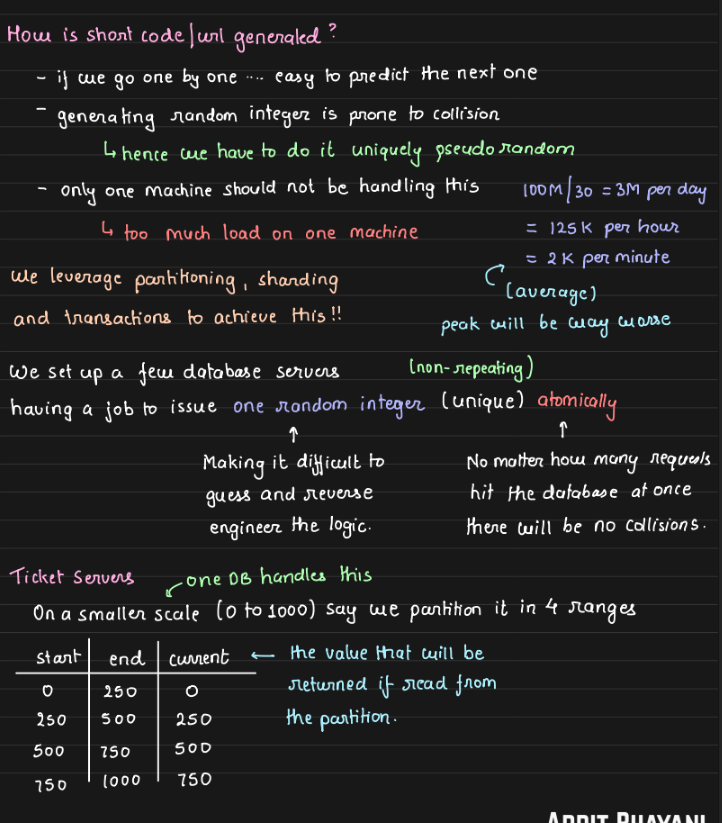 How is short code/url generated?
- if we go one by one .... easy to predict the next one
- generating random integer is prone to collision
↳ hence we have to do it uniquely pseudo random
- only one machine should not be handling this
100M/30 = 3M per day
↳ too much load on one machine
= 125K per hour
= 2K per minute
(average)
peak will be way worse
we leverage partitioning, sharding
and transactions to achieve this!!
We set up a few database servers
(non-repeating)
having a job to issue one random integer (unique) atomically
Making it difficult to
guess and reverse
engineer the logic.
No matter how many requests
hit the database at once
there will be no collisions.
Ticket Servers
one DB handles this
On a smaller scale (0 to 1000) say we partition it in 4 ranges
start end current ← the value that will be
returned if read from
the partition.
0 250 0
250 500 250
500 750 500
750 1000 750
ARPIT BHAYANI